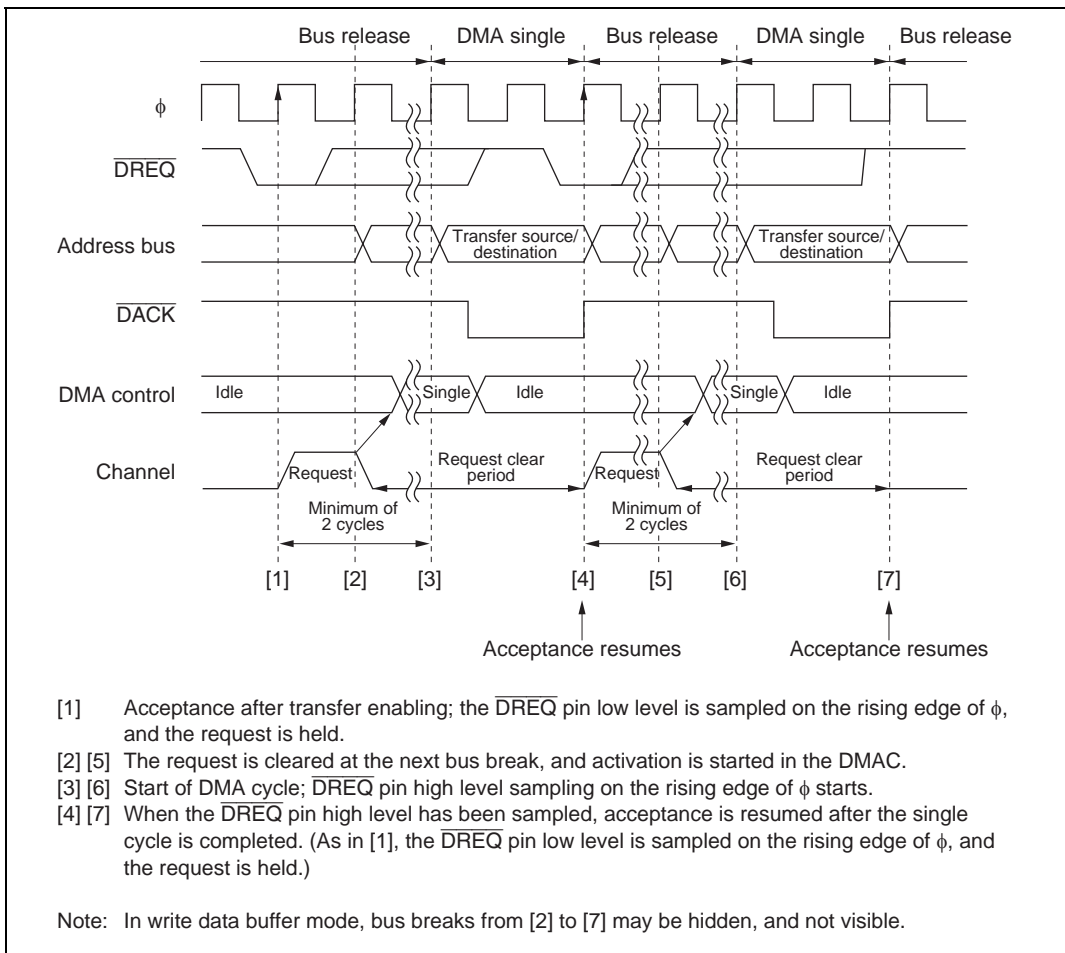 Bus release DMA single Bus release DMA single Bus release
ϕ
DREQ
Address bus
Transfer source/ Transfer source/
destination destination
DACK
DMA control
Idle Single Idle Single Idle
Channel
Request Request clear Request Request clear
period period
Minimum of Minimum of
2 cycles 2 cycles
[1] [2] [3] [4] [5] [6] [7]
Acceptance resumes Acceptance resumes
[1] Acceptance after transfer enabling; the DREQ pin low level is sampled on the rising edge of ϕ,
and the request is held.
[2] [5] The request is cleared at the next bus break, and activation is started in the DMAC.
[3] [6] Start of DMA cycle; DREQ pin high level sampling on the rising edge of ϕ starts.
[4] [7] When the DREQ pin high level has been sampled, acceptance is resumed after the single
cycle is completed. (As in [1], the DREQ pin low level is sampled on the rising edge of ϕ, and
the request is held.)
Note: In write data buffer mode, bus breaks from [2] to [7] may be hidden, and not visible.